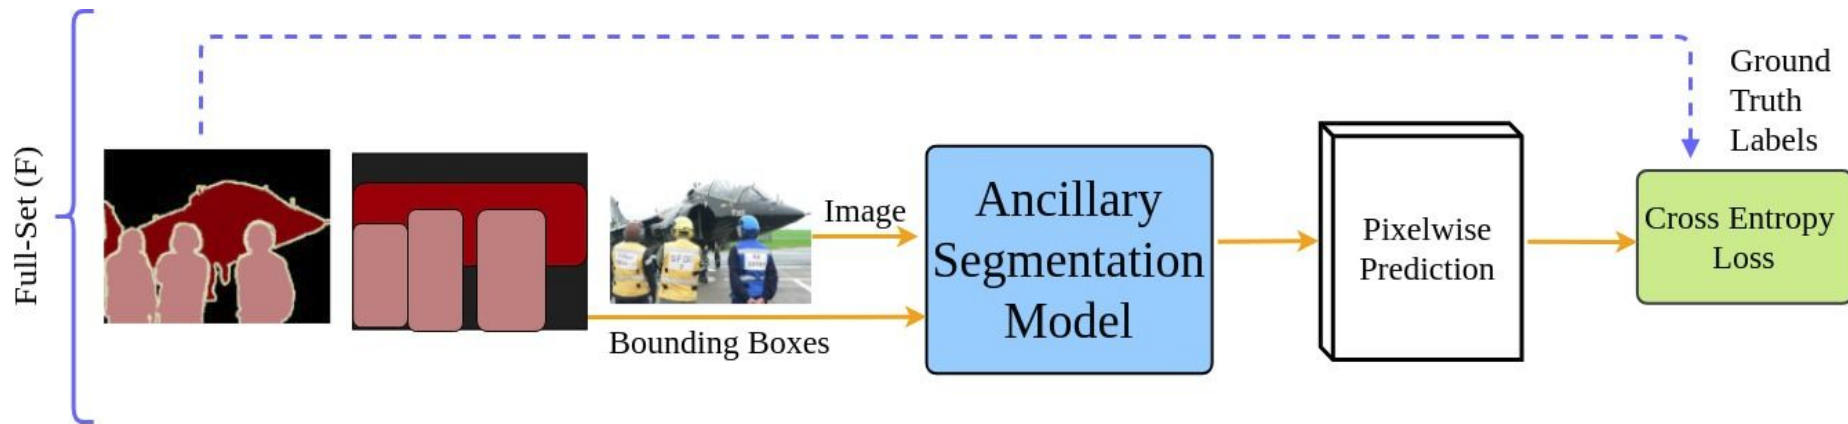 Full-Set (F)
Image
Bounding Boxes
Ancillary
Segmentation
Model
Pixelwise
Prediction
Ground
Truth
Labels
Cross Entropy
Loss